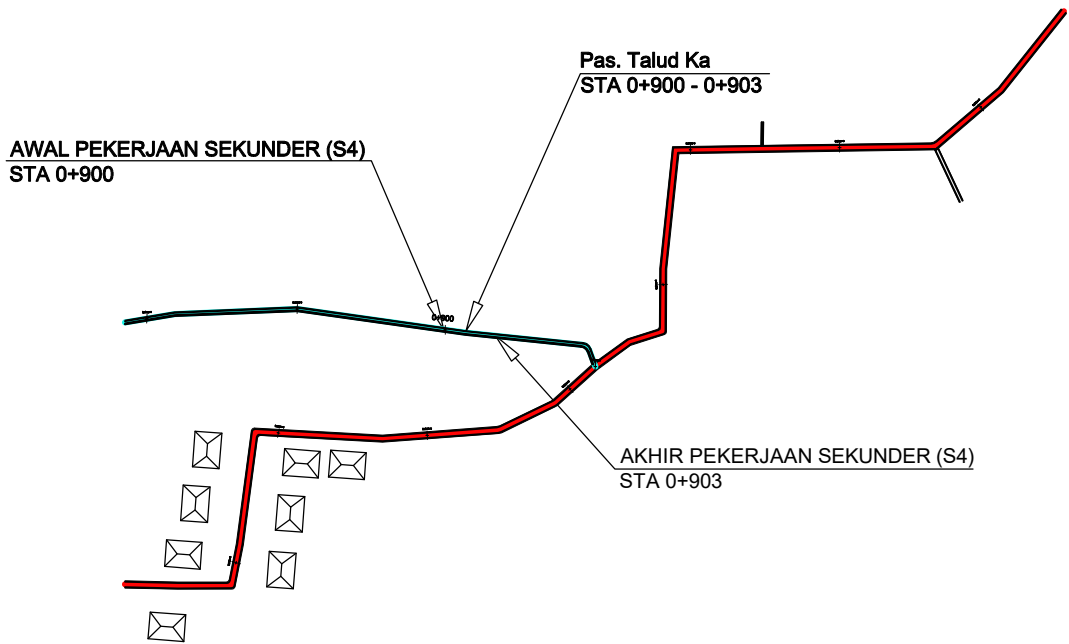 Pas. Talud Ka
STA 0+900 - 0+903
AWAL PEKERJAAN SEKUNDER (S4)
STA 0+900
0+900
AKHIR PEKERJAAN SEKUNDER (S4)
STA 0+903